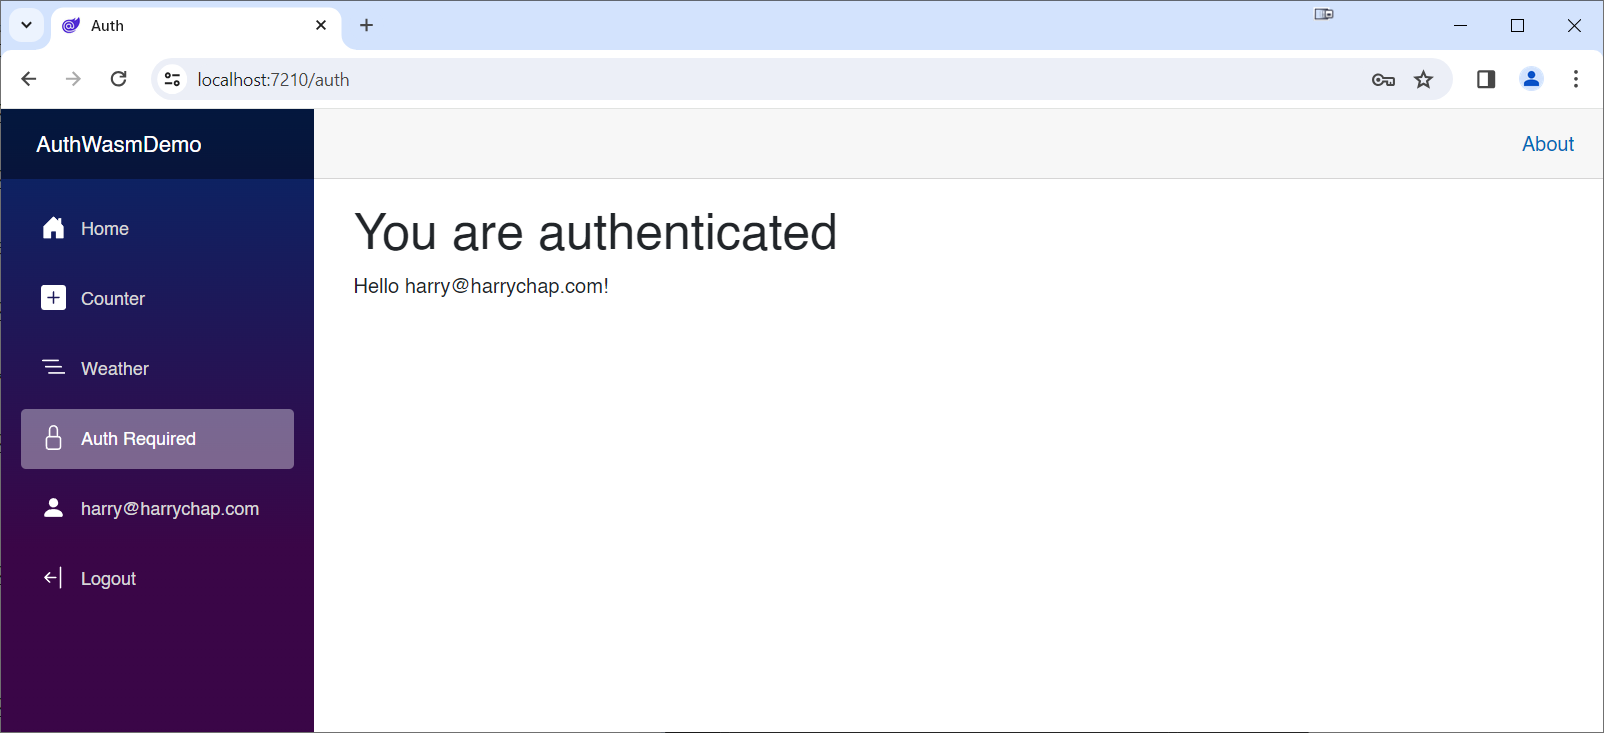 Auth
localhost:7210/auth
AuthWasmDemo
About
Home
Counter
Weather
Auth Required
harry@harrychap.com
Logout
You are authenticated
Hello harry@harrychap.com!